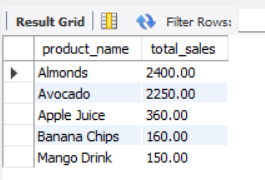 Result Grid Filter Rows:
product_name total_sales
Almonds 2400.00
Avocado 2250.00
Apple Juice 360.00
Banana Chips 160.00
Mango Drink 150.00